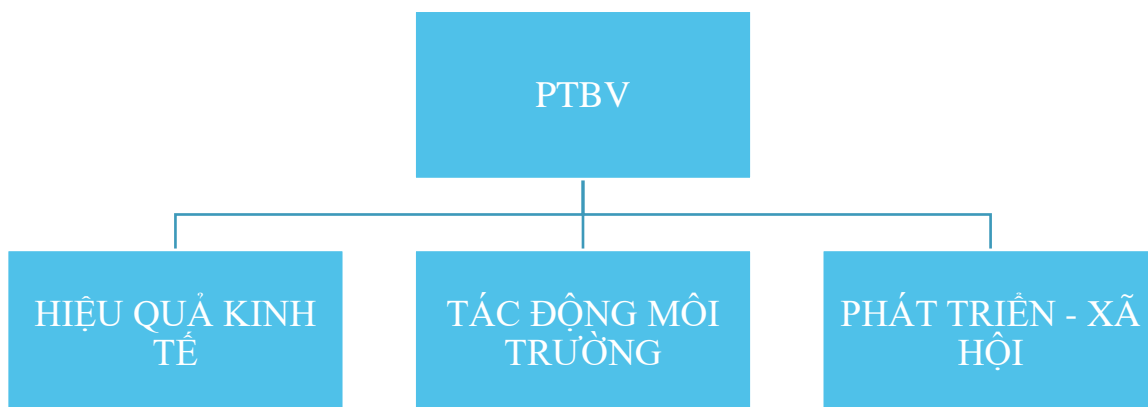 PTBV
HIỆU QUẢ KINH
TẾ
TÁC ĐỘNG MÔI
TRƯỜNG
PHÁT TRIỂN - XÃ
HỘI